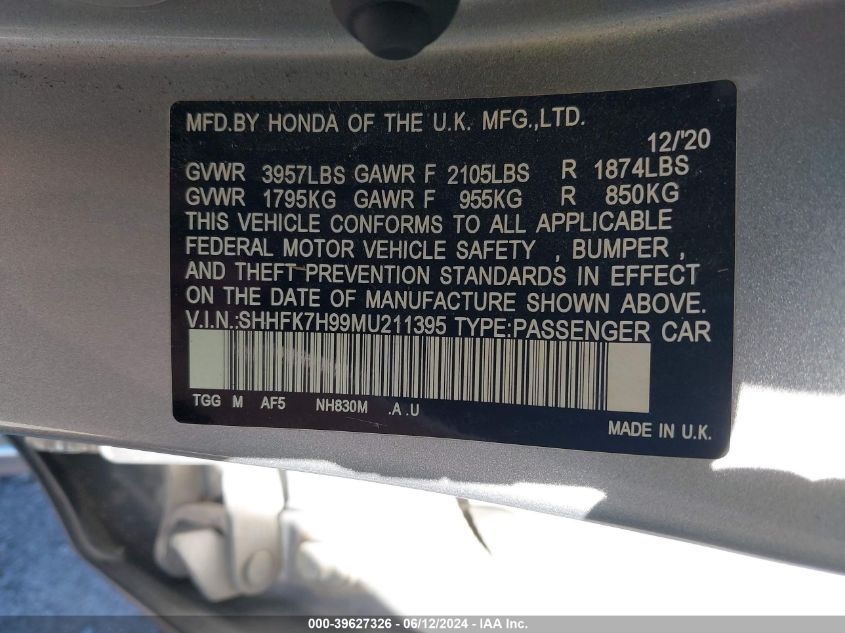 MFD.BY HONDA OF THE U.K. MFG.,LTD.
12/'20
GVWR 3957LBS GAWR F 2105LBS R 1874LBS
GVWR 1795KG GAWR F 955KG R 850KG
THIS VEHICLE CONFORMS TO ALL APPLICABLE
FEDERAL MOTOR VEHICLE SAFETY , BUMPER ,
AND THEFT PREVENTION STANDARDS IN EFFECT
ON THE DATE OF MANUFACTURE SHOWN ABOVE.
V.I.N.:SHHFK7H99MU211395 TYPE:PASSENGER CAR
TGG M AF5 NH830M .A .U
MADE IN U.K.
000-39627326 - 06/12/2024 - IAA Inc.